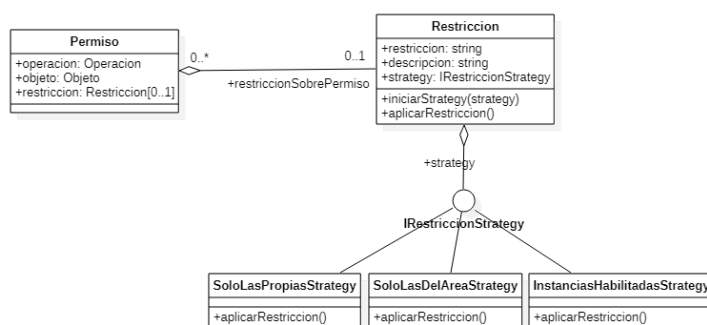 Permiso
+operacion: Operacion
+objeto: Objeto
+restriccion: Restriccion[0..1]
0..*
0..1
+restriccionSobrePermiso
Restriccion
+restriccion: string
+descripcion: string
+strategy: IRestriccionStrategy
+iniciarStrategy(strategy)
+aplicarRestriccion()
+strategy
IRestriccionStrategy
SoloLasPropiasStrategy
+aplicarRestriccion()
SoloLasDelAreaStrategy
+aplicarRestriccion()
InstanciasHabilitadasStrategy
+aplicarRestriccion()